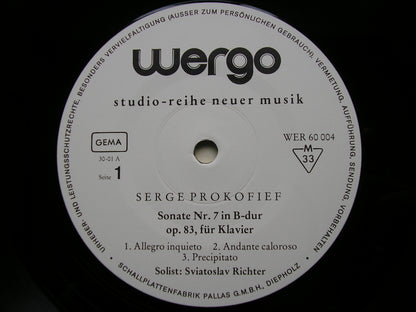 URHEBER- UND LEISTUNGSSCHUTZRECHTE, BESONDERS VERVIELFÄLTIGUNG (AUSSER ZUM PERSÖNLICHEN GEBRAUCH), VERMIETUNG, AUFFÜHRUNG, SENDUNG, VORBEHALTEN
wergo
studio-reihe neuer musik
GEMA
WER 60 004
30-01 A
M
33
Seite 1
SERGE PROKOFIEF
Sonate Nr. 7 in B-dur
op. 83, für Klavier
1. Allegro inquieto 2. Andante caloroso
3. Precipitato
Solist: Sviatoslav Richter
SCHALLPLATTENFABRIK PALLAS G.M.B.H., DIEPHOLZ